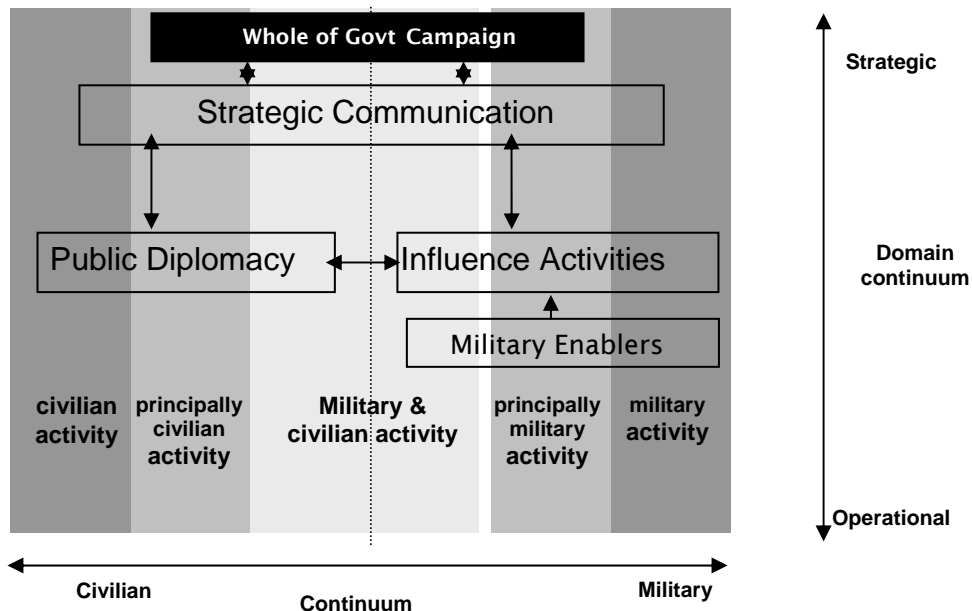 Whole of Govt Campaign
Strategic
Strategic Communication
Public Diplomacy
Influence Activities
Domain
continuum
Military Enablers
civilian
activity
principally
civilian
activity
Military &
civilian activity
principally
military
activity
military
activity
Operational
Civilian
Continuum
Military